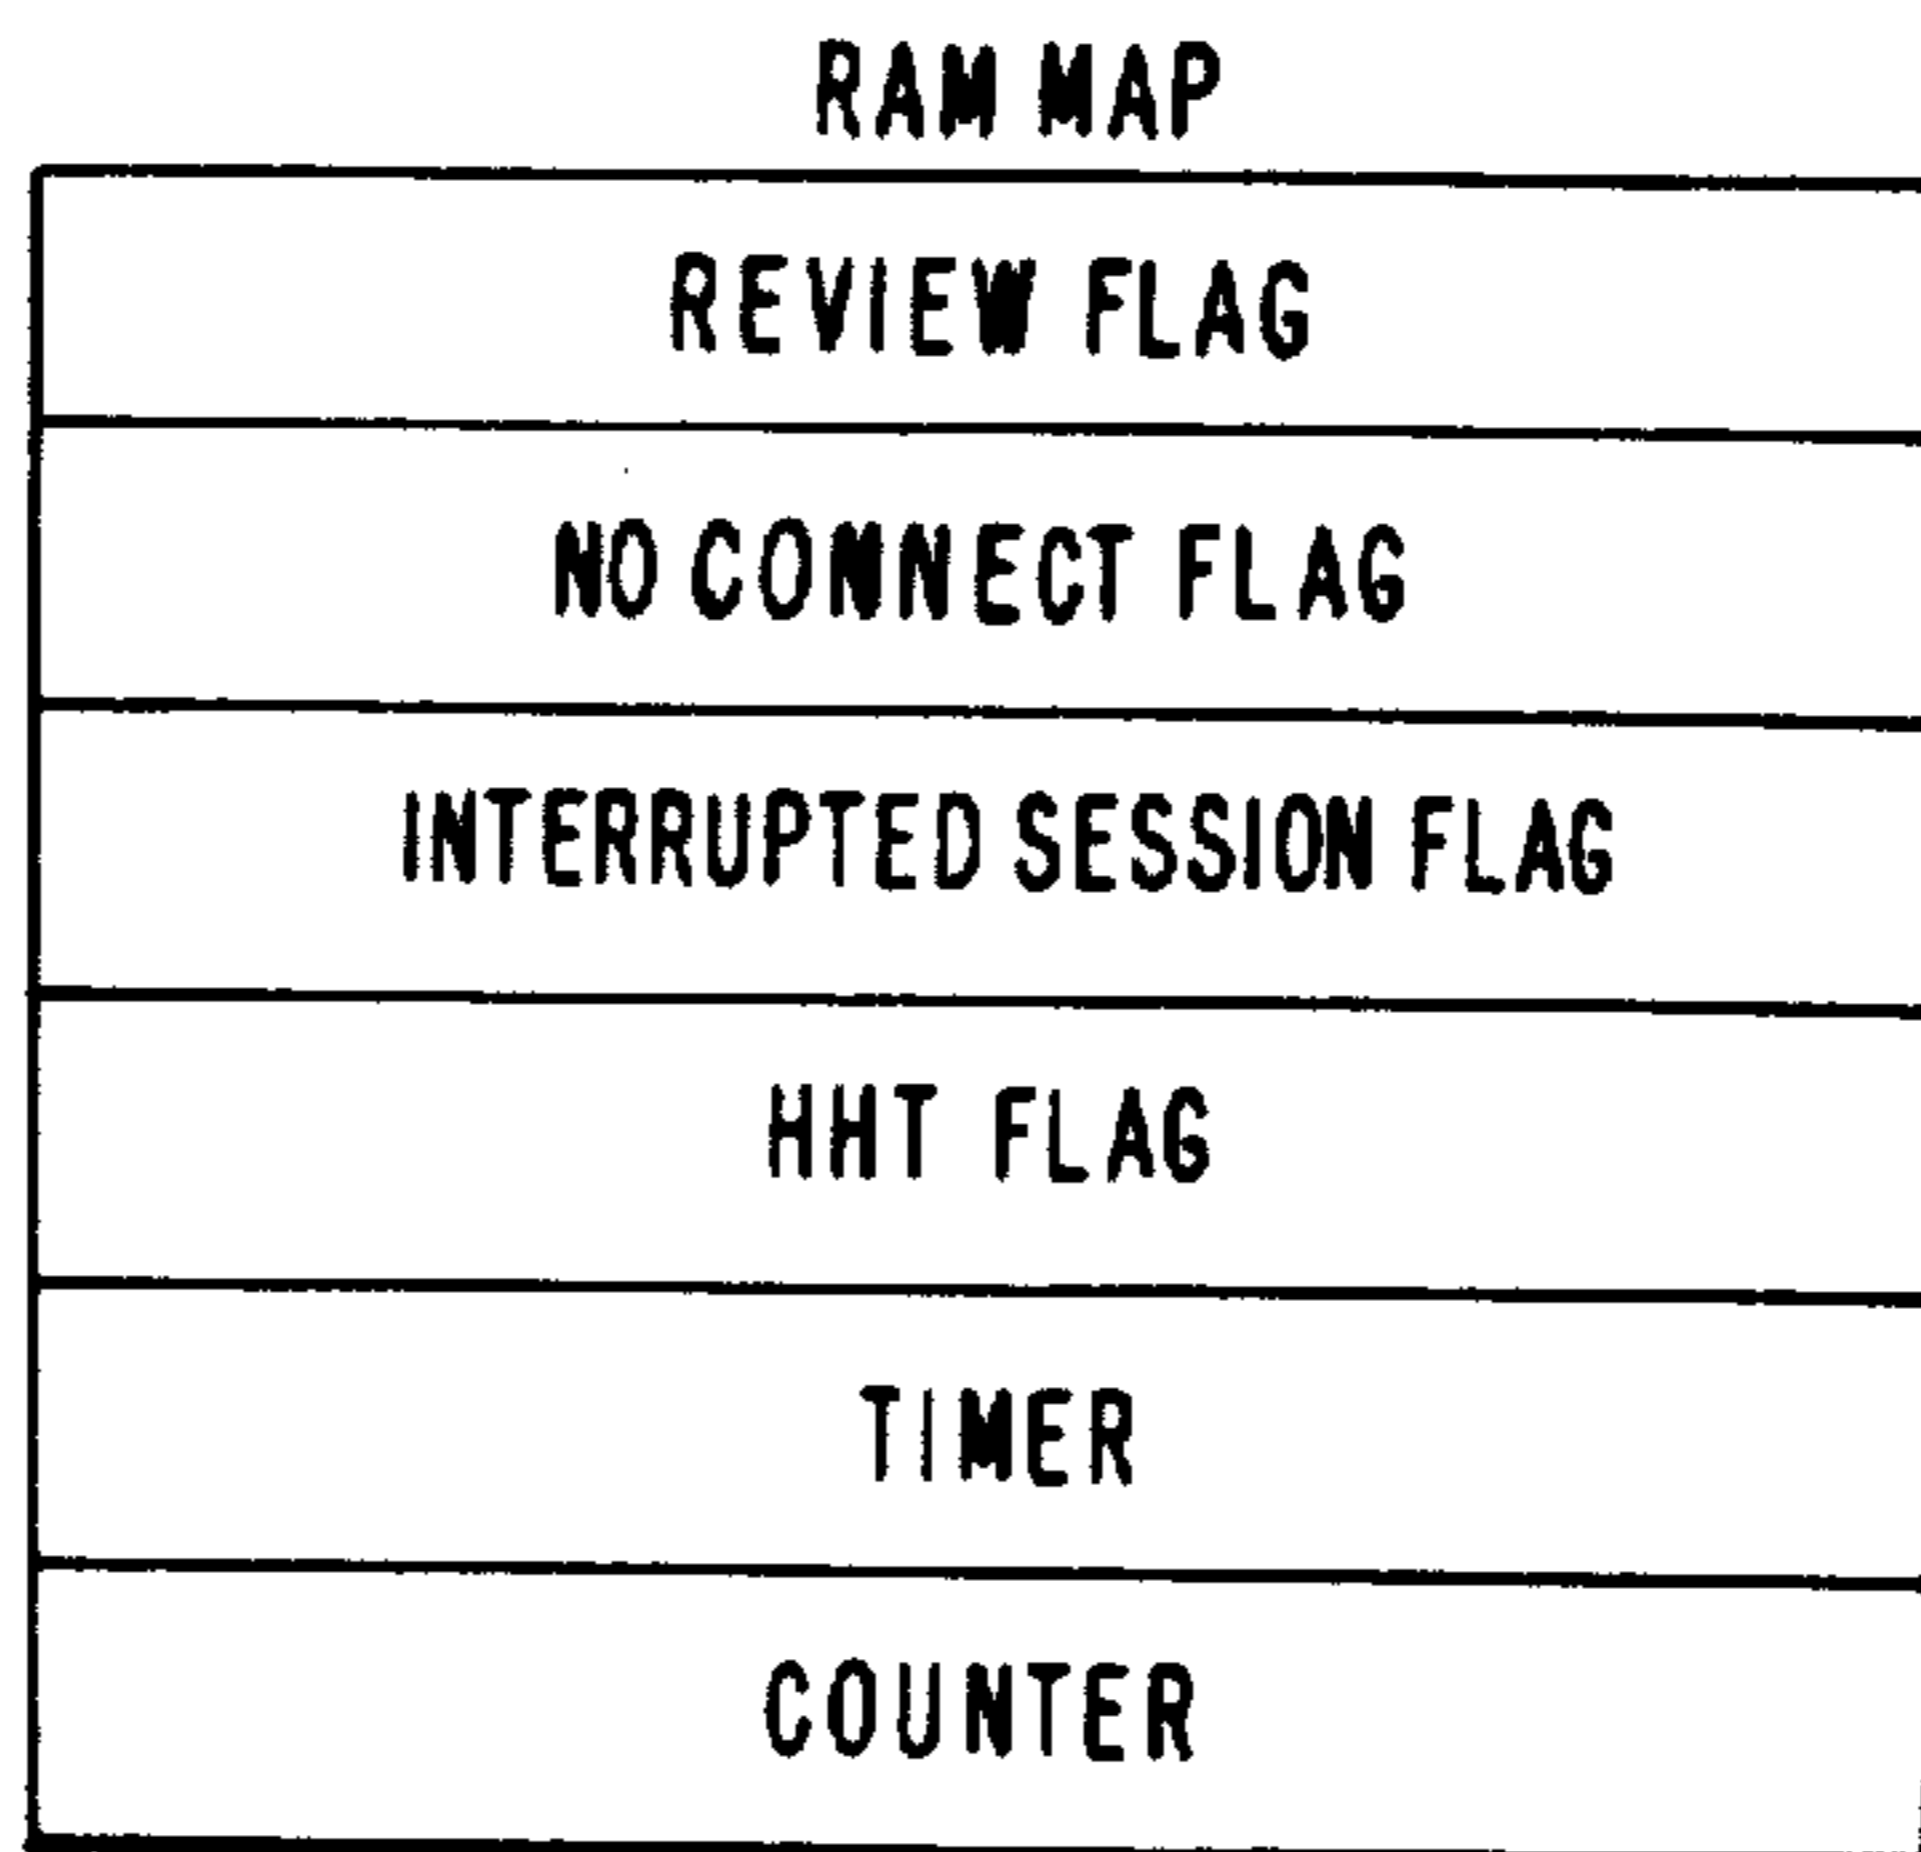 RAM MAP
REVIEW FLAG
NO CONNECT FLAG
INTERRUPTED SESSION FLAG
HHT FLAG
TIMER
COUNTER